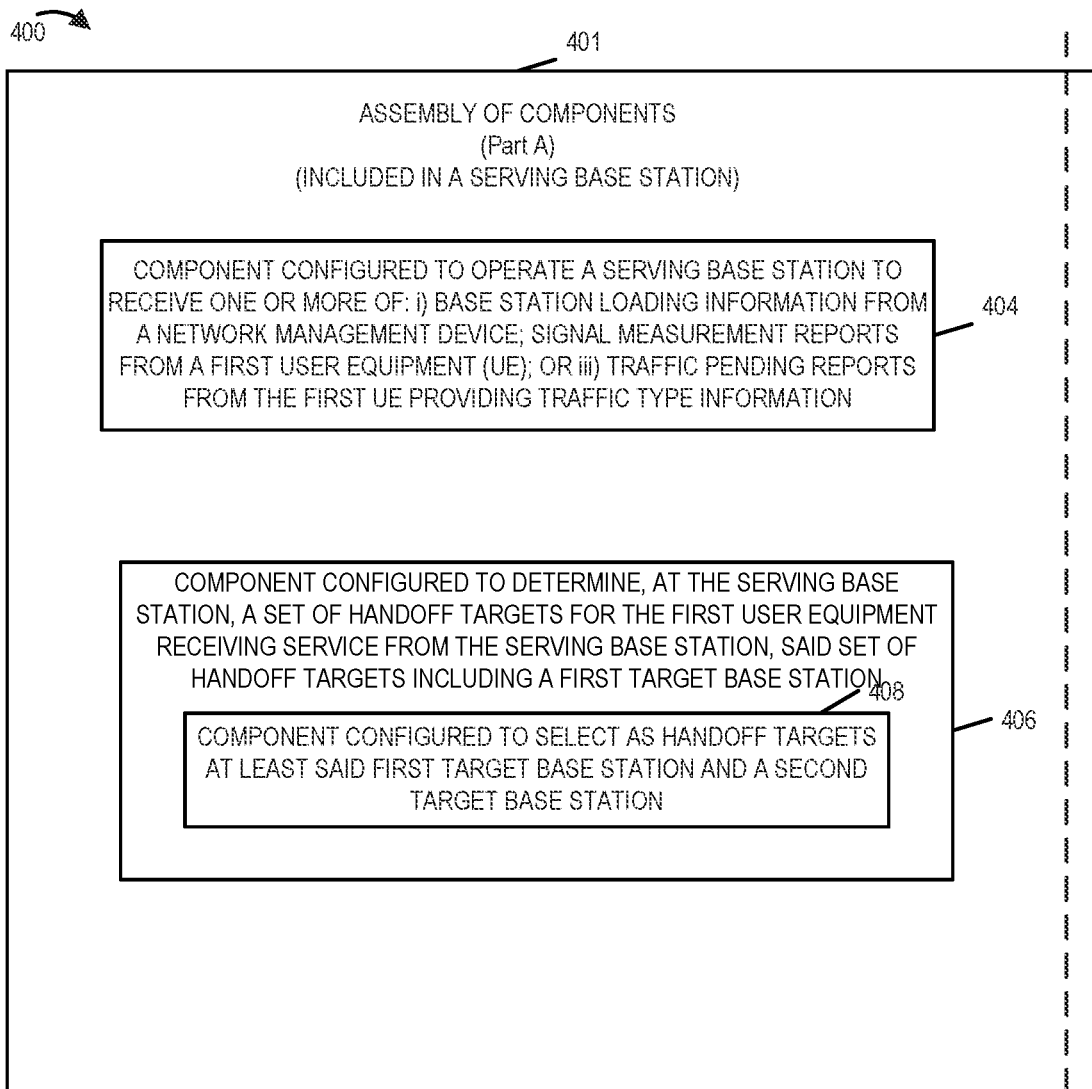 400
401
ASSEMBLY OF COMPONENTS
(Part A)
(INCLUDED IN A SERVING BASE STATION)
COMPONENT CONFIGURED TO OPERATE A SERVING BASE STATION TO
RECEIVE ONE OR MORE OF: i) BASE STATION LOADING INFORMATION FROM
A NETWORK MANAGEMENT DEVICE; SIGNAL MEASUREMENT REPORTS
FROM A FIRST USER EQUIPMENT (UE); OR iii) TRAFFIC PENDING REPORTS
FROM THE FIRST UE PROVIDING TRAFFIC TYPE INFORMATION
404
COMPONENT CONFIGURED TO DETERMINE, AT THE SERVING BASE
STATION, A SET OF HANDOFF TARGETS FOR THE FIRST USER EQUIPMENT
RECEIVING SERVICE FROM THE SERVING BASE STATION, SAID SET OF
HANDOFF TARGETS INCLUDING A FIRST TARGET BASE STATION
408
406
COMPONENT CONFIGURED TO SELECT AS HANDOFF TARGETS
AT LEAST SAID FIRST TARGET BASE STATION AND A SECOND
TARGET BASE STATION